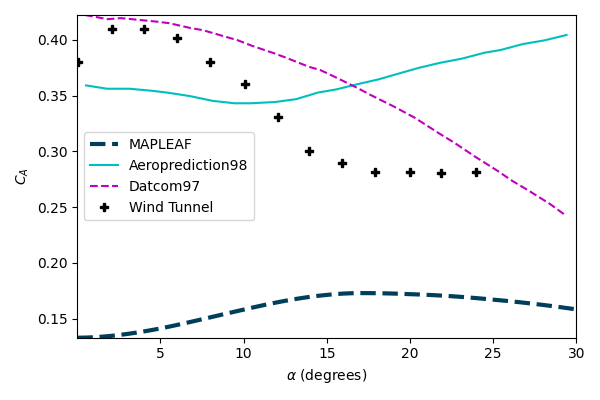 0.40
0.35
0.30
0.25
0.20
0.15
C_A
MAPLEAF
Aeroprediction98
Datcom97
Wind Tunnel
5
10
15
20
25
30
α (degrees)